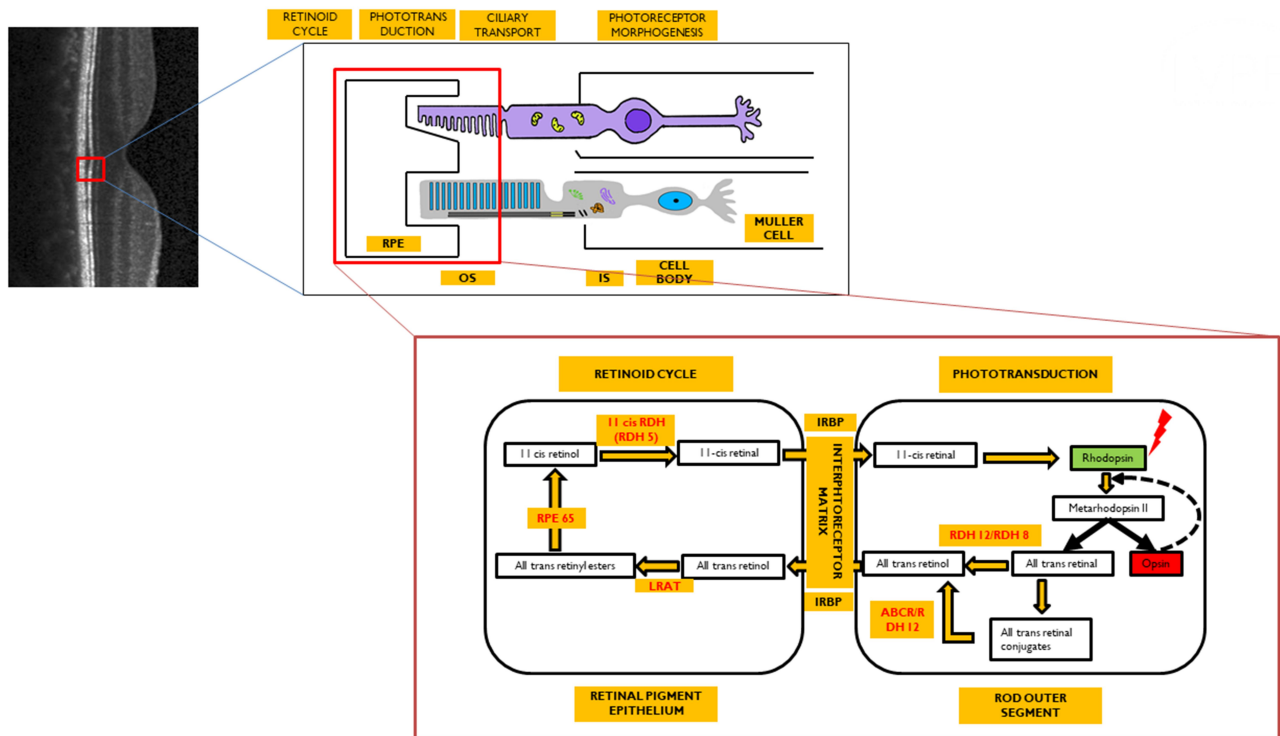 RETINOID
CYCLE
PHOTOTRANS
DUCTION
CILIARY
TRANSPORT
PHOTORECEPTOR
MORPHOGENESIS
MULLER
CELL
RPE
OS
IS
CELL
BODY
RETINOID CYCLE
PHOTOTRANSDUCTION
11 cis RDH
(RDH 5)
IRBP
11 cis retinol
11-cis retinal
11-cis retinal
Rhodopsin
INTERPHTORECEPTOR
MATRIX
RPE 65
Metarhodopsin II
RDH 12/RDH 8
All trans retinyl esters
All trans retinol
All trans retinol
All trans retinal
Opsin
LRAT
IRBP
ABCR/R
DH 12
All trans retinal
conjugates
RETINAL PIGMENT
EPITHELIUM
ROD OUTER
SEGMENT